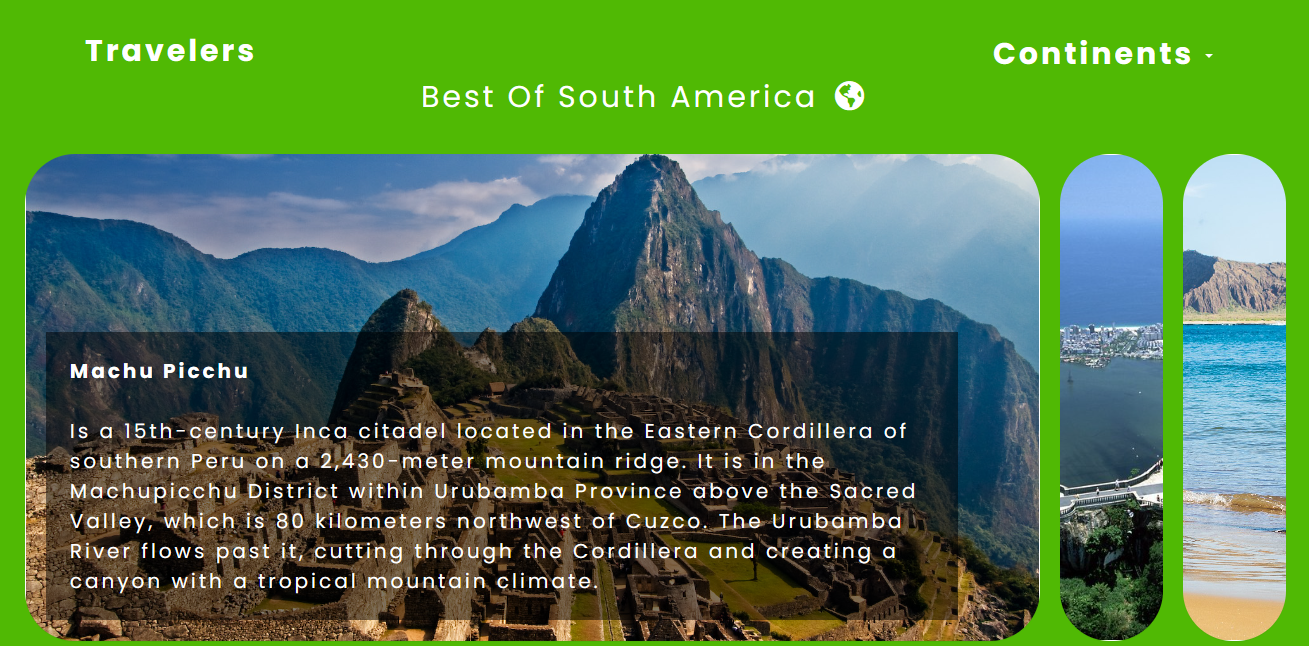 Travelers
Continents
Best Of South America
Machu Picchu
Is a 15th-century Inca citadel located in the Eastern Cordillera of
southern Peru on a 2,430-meter mountain ridge. It is in the
Machupicchu District within Urubamba Province above the Sacred
Valley, which is 80 kilometers northwest of Cuzco. The Urubamba
River flows past it, cutting through the Cordillera and creating a
canyon with a tropical mountain climate.